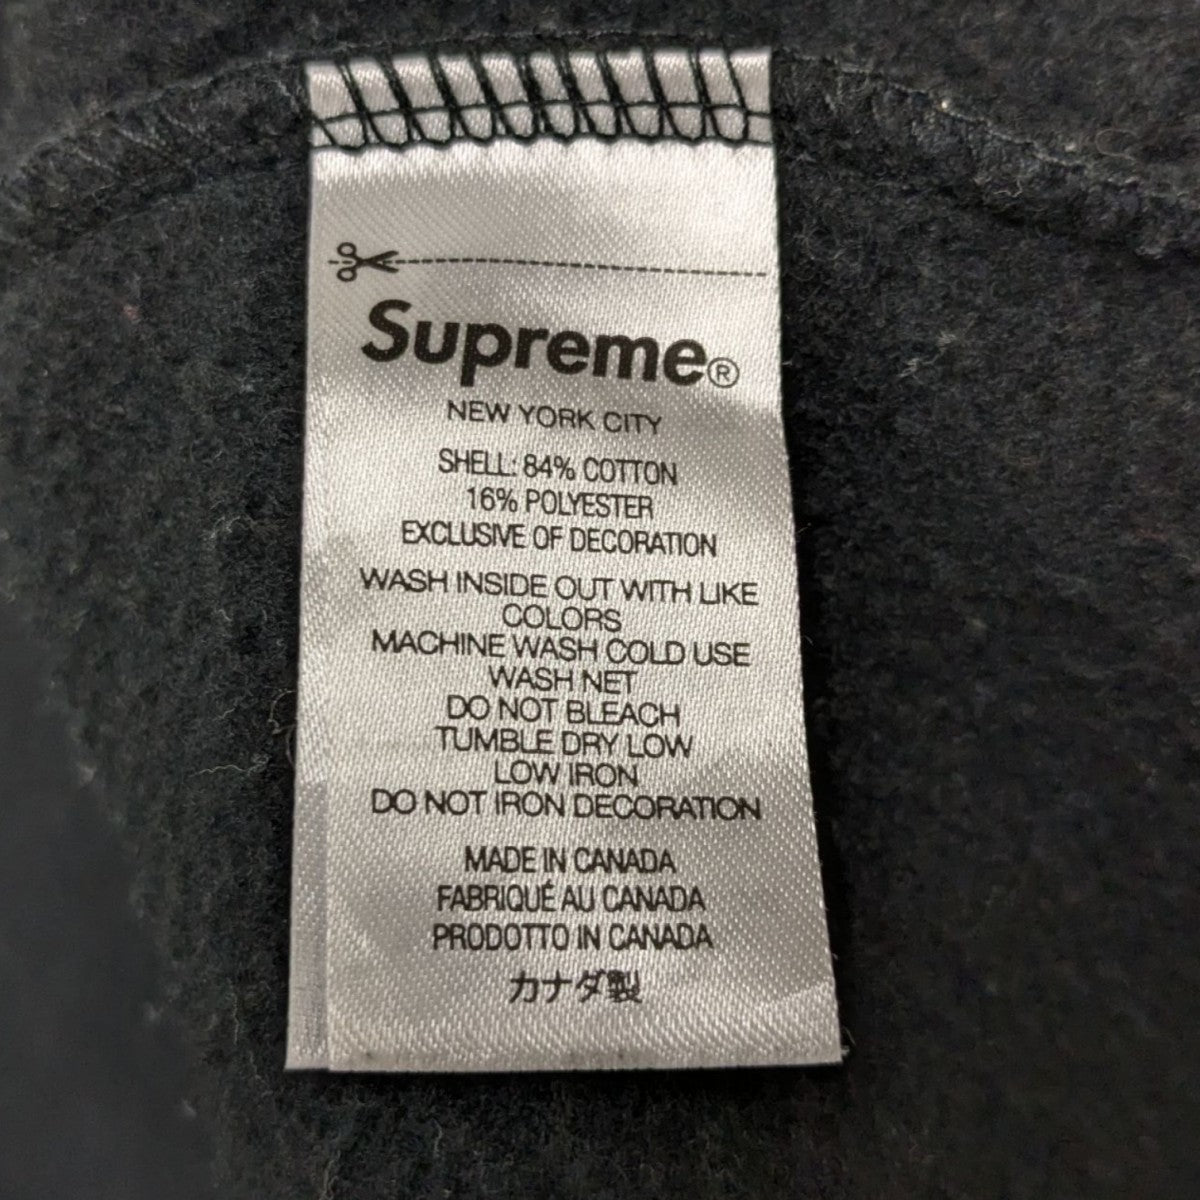 Supreme®
NEW YORK CITY
SHELL: 84% COTTON
16% POLYESTER
EXCLUSIVE OF DECORATION
WASH INSIDE OUT WITH LIKE
COLORS
MACHINE WASH COLD USE
WASH NET
DO NOT BLEACH
TUMBLE DRY LOW
LOW IRON
DO NOT IRON DECORATION
MADE IN CANADA
FABRIQUÉ AU CANADA
PRODOTTO IN CANADA
カナダ製